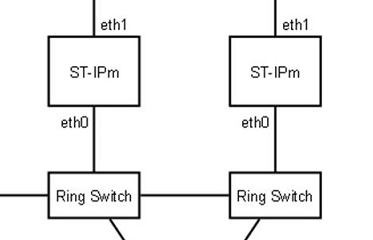 eth1
eth1
ST-IPm
ST-IPm
eth0
eth0
Ring Switch
Ring Switch